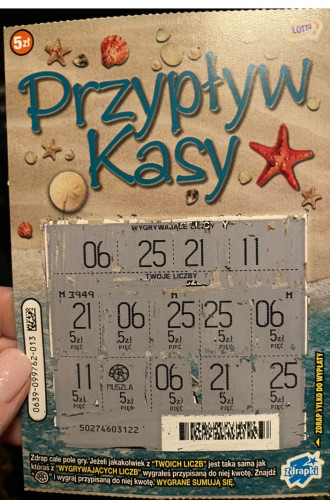 5zł
LOTTO
Przypływ
Kasy
WYGRYWAJĄCE LICZBY
06 25 21 11
TWOJE LICZBY
M 3949 M M
21 06 25 25 06
5zł 5zł 5zł 5zł 5zł
PIĘĆ PIĘĆ PIĘĆ PIĘĆ PIĘĆ
11 06 21 25
MUSZLA
5zł 5zł 5zł 5zł 5zł
PIĘĆ PIĘĆ PIĘĆ PIĘĆ PIĘĆ
50274603122
0639-099762-013
ZDRAP TYLKO DO WYPŁATY
Zdrap całe pole gry. Jeżeli jakakolwiek z "TWOICH LICZB" jest taka sama jak
któraś z "WYGRYWAJĄCYCH LICZB" wygrałeś przypisaną do niej kwotę. Znajdź
i wygraj przypisaną do niej kwotę. WYGRANE SUMUJĄ SIĘ.
Zdrapki